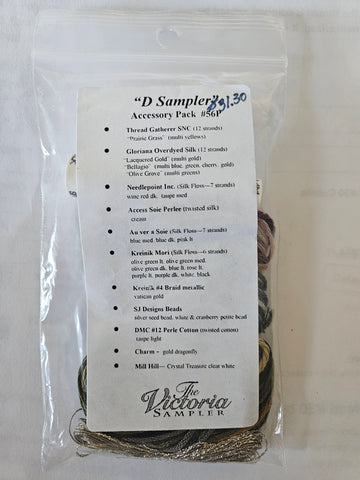 "D Sampler"
$31.30
Accessory Pack #56P
• Thread Gatherer SNC (12 strands)
"Prairie Grass" (multi yellows)
• Gloriana Overdyed Silk (12 strands)
"Lacquered Gold" (multi gold)
"Bellagio" (multi blue, green, cherry, gold)
"Olive Grove" (multi greens)
• Needlepoint Inc. (Silk Floss—7 strands)
wine red dk. taupe med
• Access Soie Perlee (twisted silk)
cream
• Au ver a Soie (Silk Floss—7 strands)
blue med, blue dk, pink lt
• Kreinik Mori (Silk Floss—6 strands)
olive green lt, olive green med,
olive green dk, blue lt, rose lt,
purple lt, purple dk, white, black
• Kreinik #4 Braid metallic
vatican gold
• SJ Designs Beads
silver seed bead, white & cranberry petite bead
• DMC #12 Perle Cotton (twisted cotton)
taupe light
• Charm - gold dragonfly
• Mill Hill— Crystal Treasure clear white
The
Victoria
SAMPLER